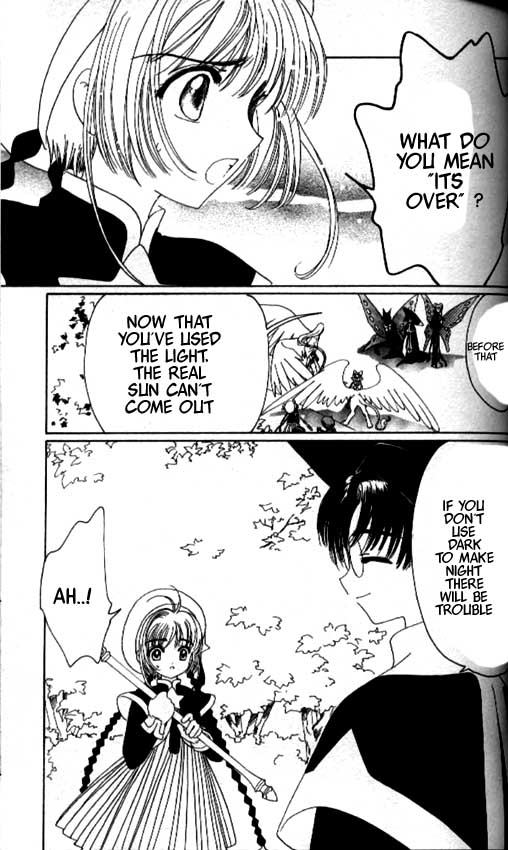 WHAT DO
YOU MEAN
"ITS
OVER" ?
BEFORE
THAT
NOW THAT
YOU'VE USED
THE LIGHT.
THE REAL
SUN CAN'T
COME OUT
IF YOU
DON'T
USE
DARK
TO MAKE
NIGHT
THERE
WILL BE
TROUBLE
AH..!